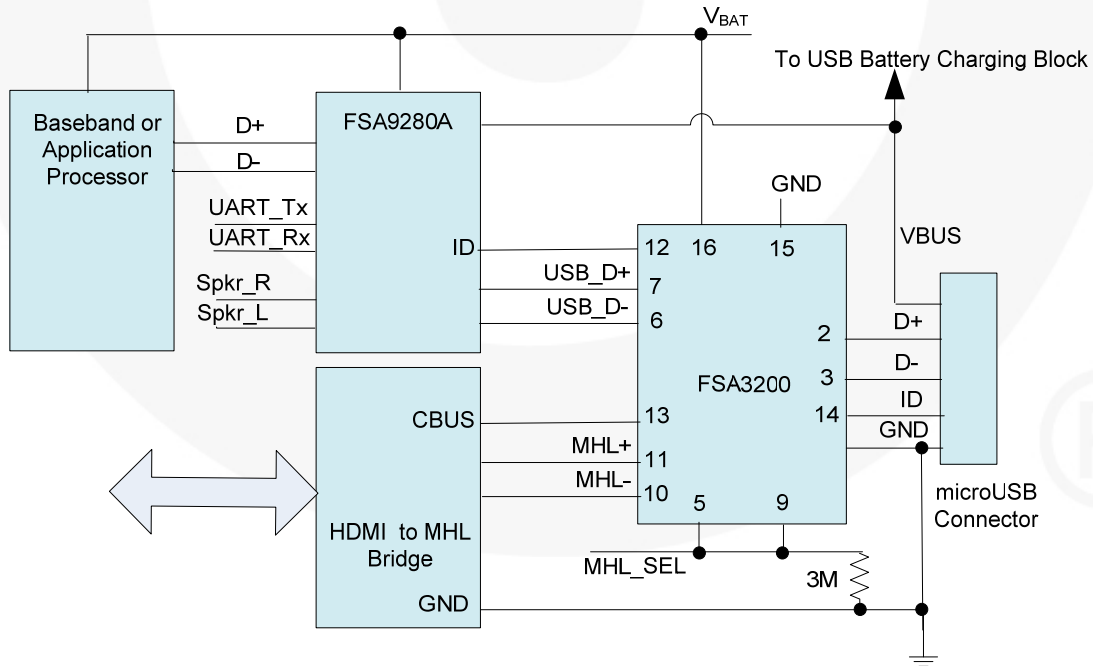 VBAT
To USB Battery Charging Block
Baseband or
Application
Processor
D+
D-
FSA9280A
UART_Tx
UART_Rx
Spkr_R
Spkr_L
ID
USB_D+
USB_D-
GND
12
16
15
7
6
2
3
14
FSA3200
13
11
10
5
9
VBUS
D+
D-
ID
GND
microUSB
Connector
CBUS
MHL+
MHL-
HDMI to MHL
Bridge
GND
MHL_SEL
3M